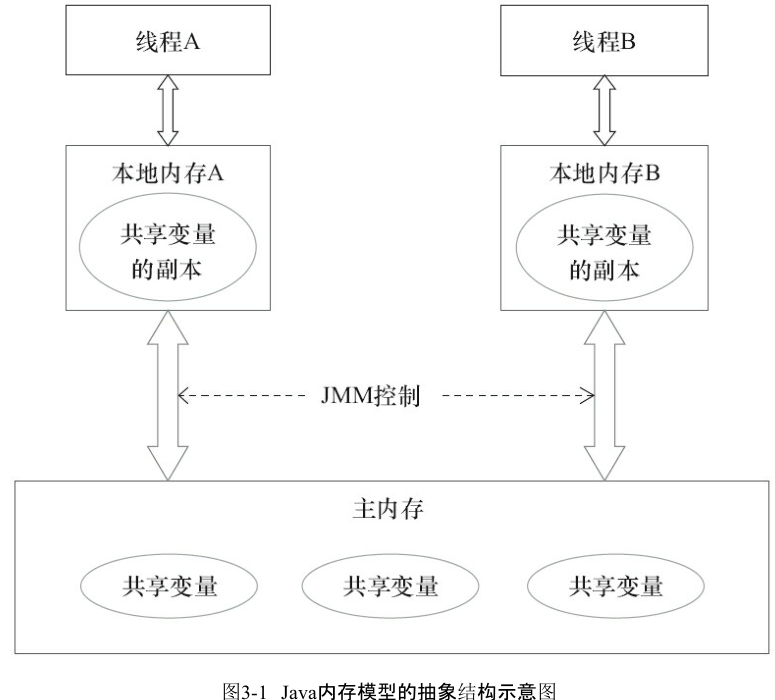 线程A
线程B
本地内存A
共享变量
的副本
本地内存B
共享变量
的副本
JMM控制
主内存
共享变量
共享变量
共享变量
图3-1 Java内存模型的抽象结构示意图